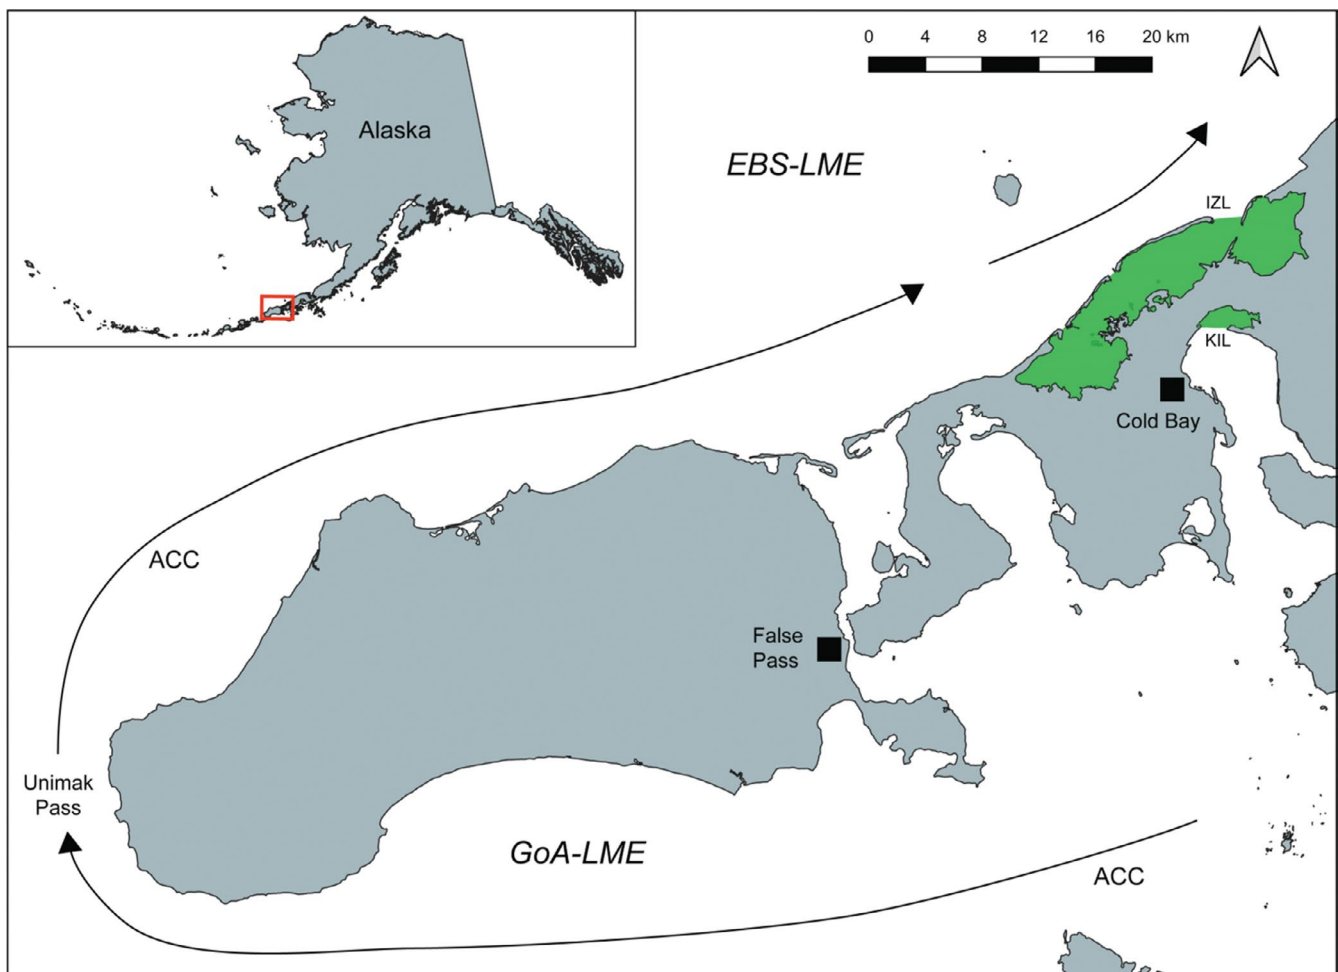 0 4 8 12 16 20 km
Alaska
EBS-LME
IZL
KIL
Cold Bay
ACC
False
Pass
Unimak
Pass
GoA-LME
ACC